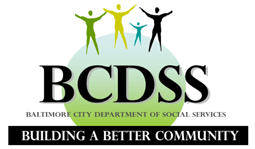 BCDSS
BALTIMORE CITY DEPARTMENT OF SOCIAL SERVICES
BUILDING A BETTER COMMUNITY